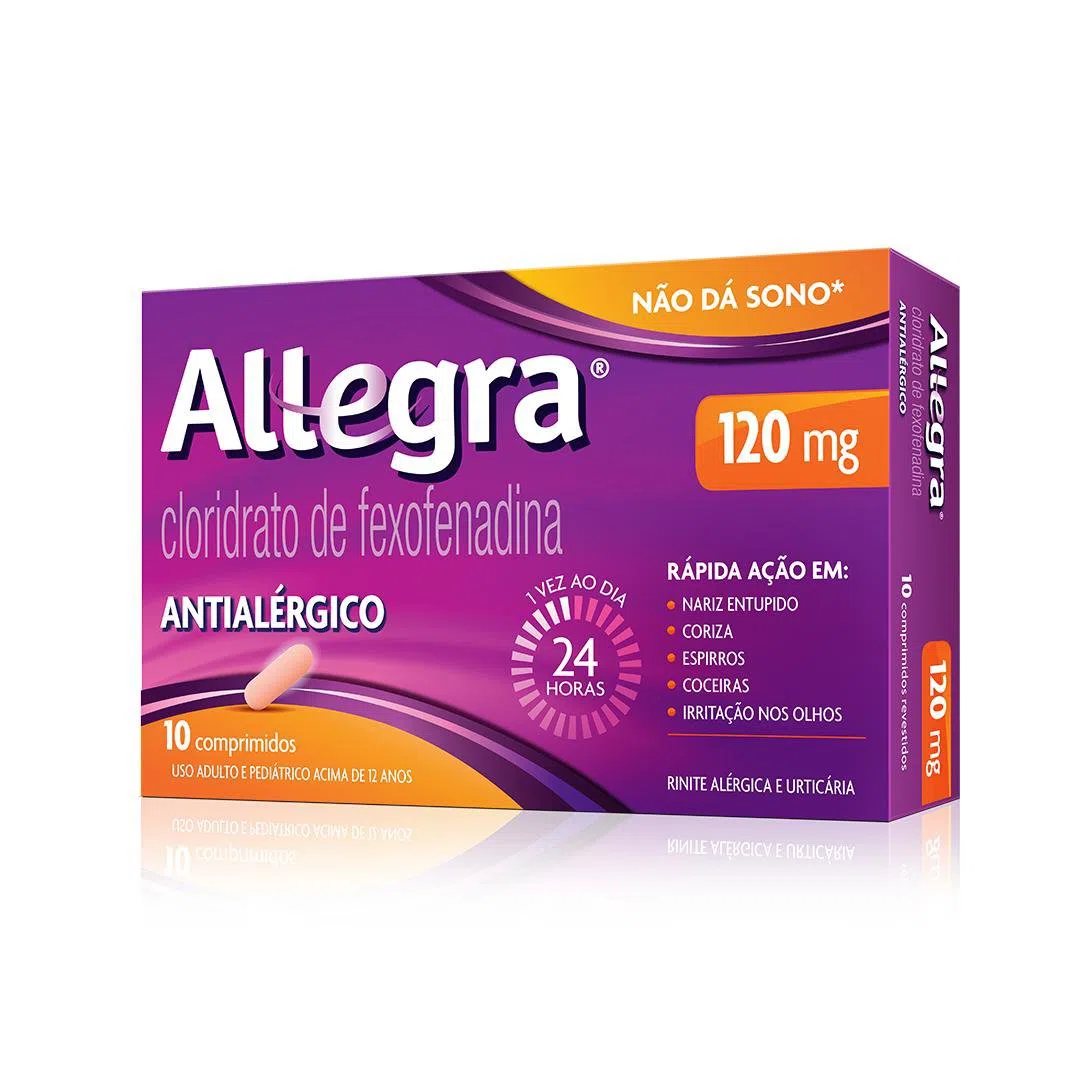 NÃO DÁ SONO*
Allegra®
120 mg
cloridrato de fexofenadina
ANTIALÉRGICO
1 VEZ AO DIA
24
HORAS
RÁPIDA AÇÃO EM:
• NARIZ ENTUPIDO
• CORIZA
• ESPIRROS
• COCEIRAS
• IRRITAÇÃO NOS OLHOS
RINITE ALÉRGICA E URTICÁRIA
10 comprimidos
USO ADULTO E PEDIÁTRICO ACIMA DE 12 ANOS
Allegra®
cloridrato de fexofenadina
ANTIALÉRGICO
10 comprimidos revestidos
120 mg